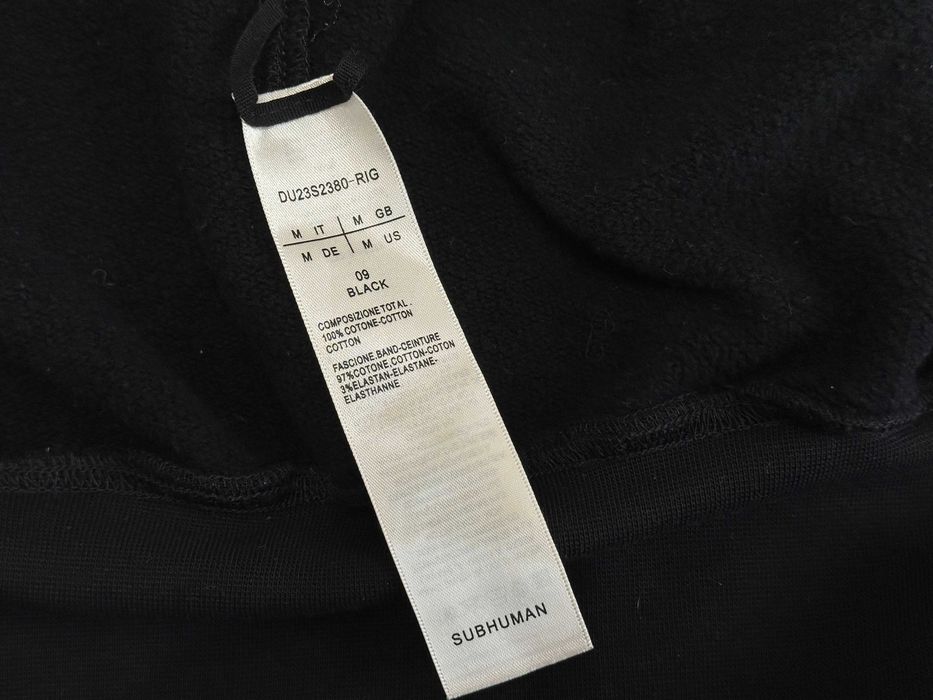 DU23S2380-RIG
M IT M GB
M DE M US
09
BLACK
COMPOSIZIONE TOTAL.
100% COTONE-COTTON
COTTON
FASCIONE.BAND-CEINTURE
97%COTONE.COTTON-COTON
3%ELASTAN-ELASTANE-
ELASTHANNE
SUBHUMAN